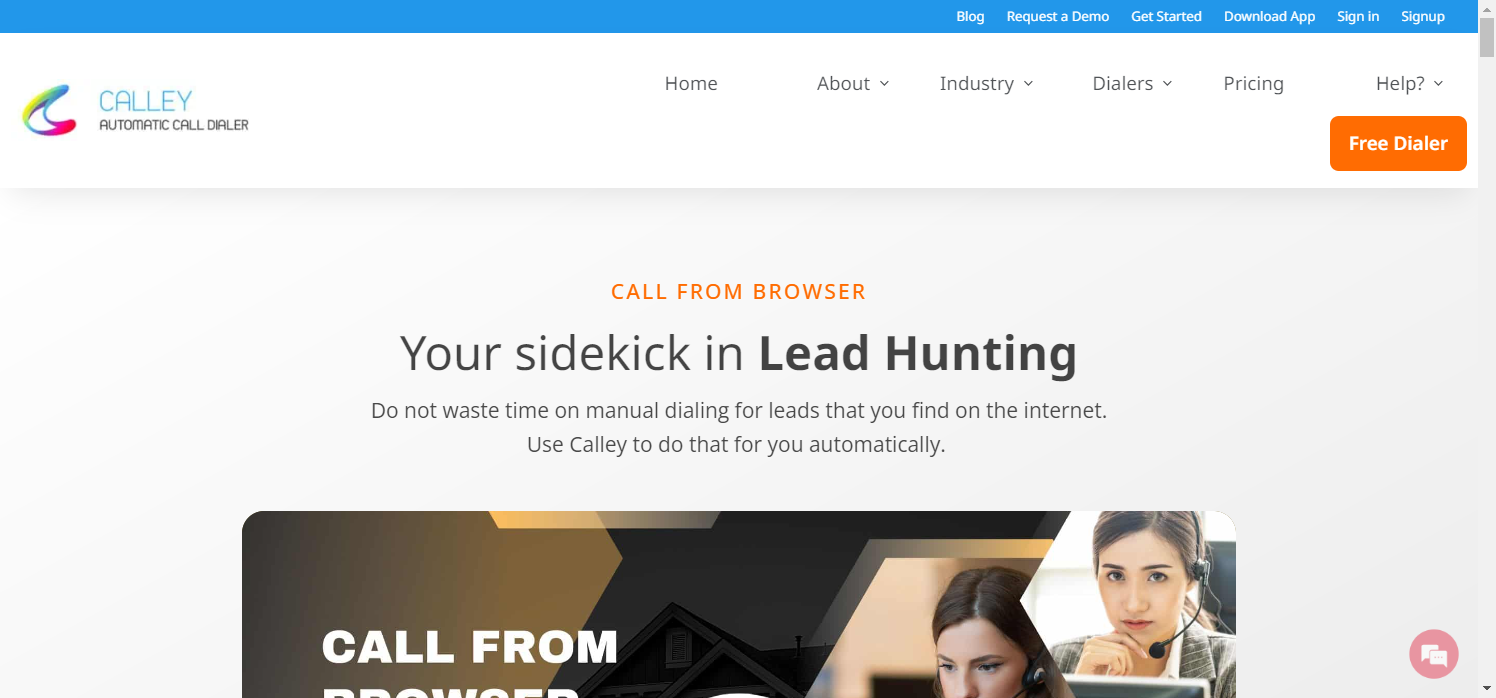 Blog Request a Demo Get Started Download App Sign in Signup
Home About Industry Dialers Pricing Help?
CALLEY
AUTOMATIC CALL DIALER
Free Dialer
CALL FROM BROWSER
Your sidekick in Lead Hunting
Do not waste time on manual dialing for leads that you find on the internet.
Use Calley to do that for you automatically.
CALL FROM
BROWSER